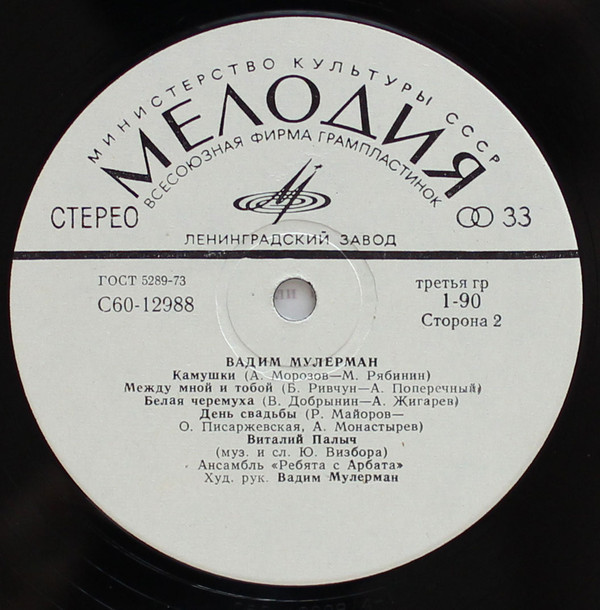 МИНИСТЕРСТВО КУЛЬТУРЫ СССР
МЕЛОДИЯ
ВСЕСОЮЗНАЯ ФИРМА ГРАМПЛАСТИНОК
СТЕРЕО 33
ЛЕНИНГРАДСКИЙ ЗАВОД
ГОСТ 5289-73 третья гр
С60-12988 1-90
Сторона 2
ВАДИМ МУЛЕРМАН
Камушки (А. Морозов—М. Рябинин)
Между мной и тобой (Б. Ривчун—А. Поперечный)
Белая черемуха (В. Добрынин—А. Жигарев)
День свадьбы (Р. Майоров—
О. Писаржевская, А. Монастырев)
Виталий Палыч
(муз. и сл. Ю. Визбора)
Ансамбль «Ребята с Арбата»
Худ. рук. Вадим Мулерман